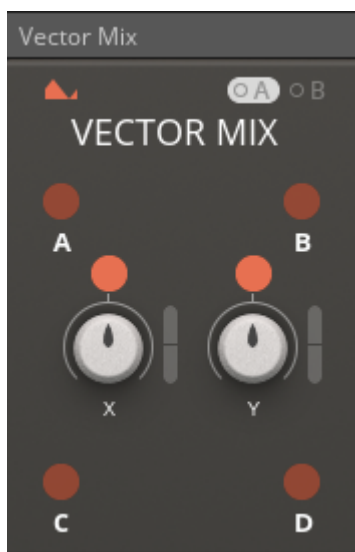 Vector Mix
A B
VECTOR MIX
A B
X Y
C D